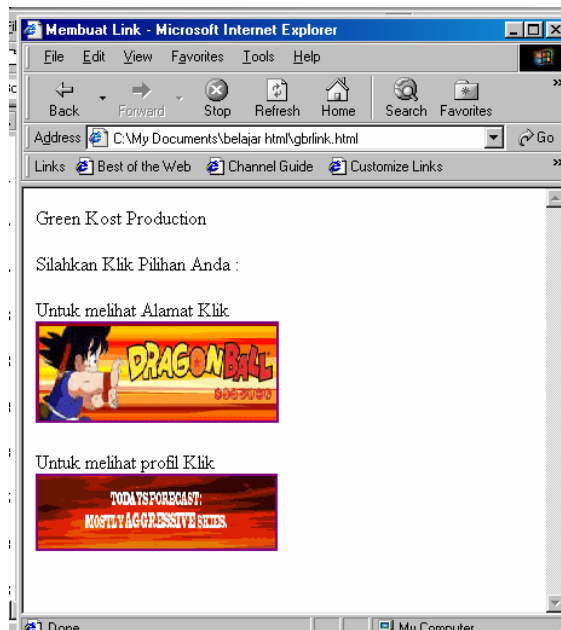 Membuat Link - Microsoft Internet Explorer
File Edit View Favorites Tools Help
Back Forward Stop Refresh Home Search Favorites »
Address C:\My Documents\belajar html\gbrlink.html Go
Links Best of the Web Channel Guide Customize Links »
Green Kost Production
Silahkan Klik Pilihan Anda :
Untuk melihat Alamat Klik
DRAGONBALL
Untuk melihat profil Klik
TODAYS FORECAST:
MOSTLY AGGRESSIVE SKIES.
Done My Computer